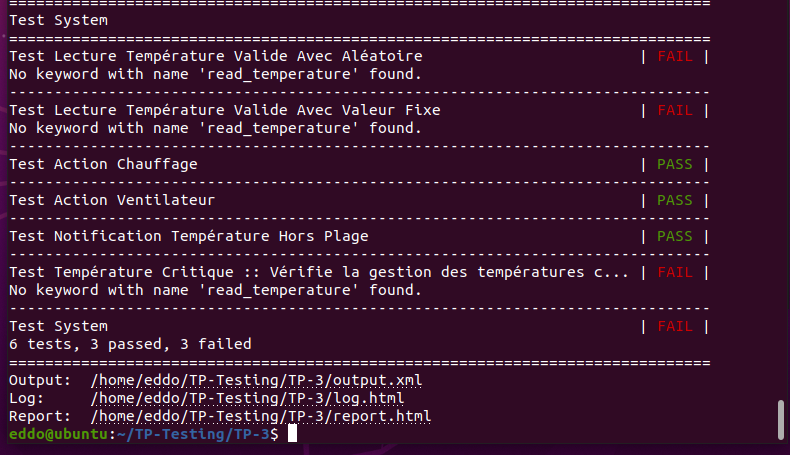 ==============================================================================
Test System
==============================================================================
Test Lecture Température Valide Avec Aléatoire                        | FAIL |
No keyword with name 'read_temperature' found.
------------------------------------------------------------------------------
Test Lecture Température Valide Avec Valeur Fixe                      | FAIL |
No keyword with name 'read_temperature' found.
------------------------------------------------------------------------------
Test Action Chauffage                                                 | PASS |
------------------------------------------------------------------------------
Test Action Ventilateur                                               | PASS |
------------------------------------------------------------------------------
Test Notification Température Hors Plage                              | PASS |
------------------------------------------------------------------------------
Test Température Critique :: Vérifie la gestion des températures c... | FAIL |
No keyword with name 'read_temperature' found.
------------------------------------------------------------------------------
Test System                                                           | FAIL |
6 tests, 3 passed, 3 failed
==============================================================================
Output:  /home/eddo/TP-Testing/TP-3/output.xml
Log:     /home/eddo/TP-Testing/TP-3/log.html
Report:  /home/eddo/TP-Testing/TP-3/report.html
eddo@ubuntu:~/TP-Testing/TP-3$